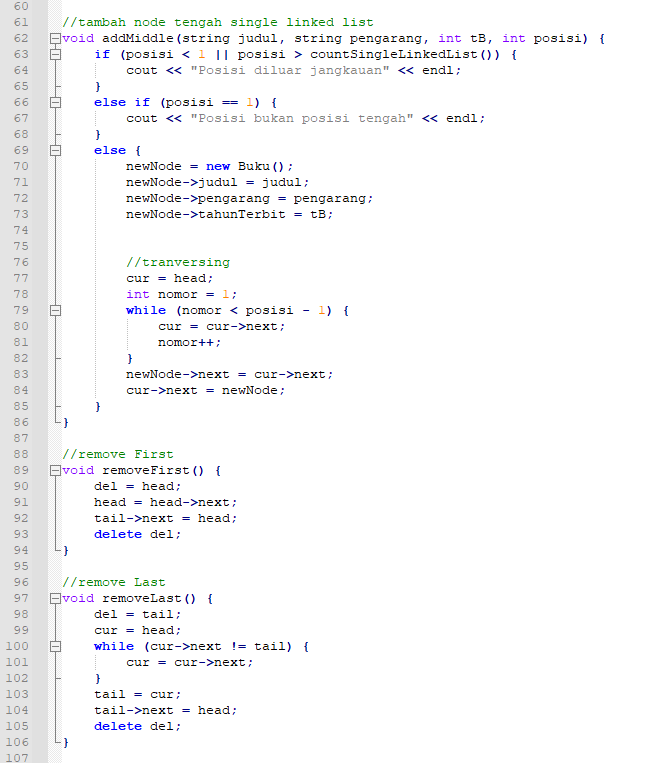 60
61 //tambah node tengah single linked list
62 void addMiddle(string judul, string pengarang, int tB, int posisi) {
63     if (posisi < 1 || posisi > countSingleLinkedList()) {
64         cout << "Posisi diluar jangkauan" << endl;
65     }
66     else if (posisi == 1) {
67         cout << "Posisi bukan posisi tengah" << endl;
68     }
69     else {
70         newNode = new Buku();
71         newNode->judul = judul;
72         newNode->pengarang = pengarang;
73         newNode->tahunTerbit = tB;
74
75
76         //tranversing
77         cur = head;
78         int nomor = 1;
79         while (nomor < posisi - 1) {
80             cur = cur->next;
81             nomor++;
82         }
83         newNode->next = cur->next;
84         cur->next = newNode;
85     }
86 }
87
88 //remove First
89 void removeFirst() {
90     del = head;
91     head = head->next;
92     tail->next = head;
93     delete del;
94 }
95
96 //remove Last
97 void removeLast() {
98     del = tail;
99     cur = head;
100     while (cur->next != tail) {
101         cur = cur->next;
102     }
103     tail = cur;
104     tail->next = head;
105     delete del;
106 }
107